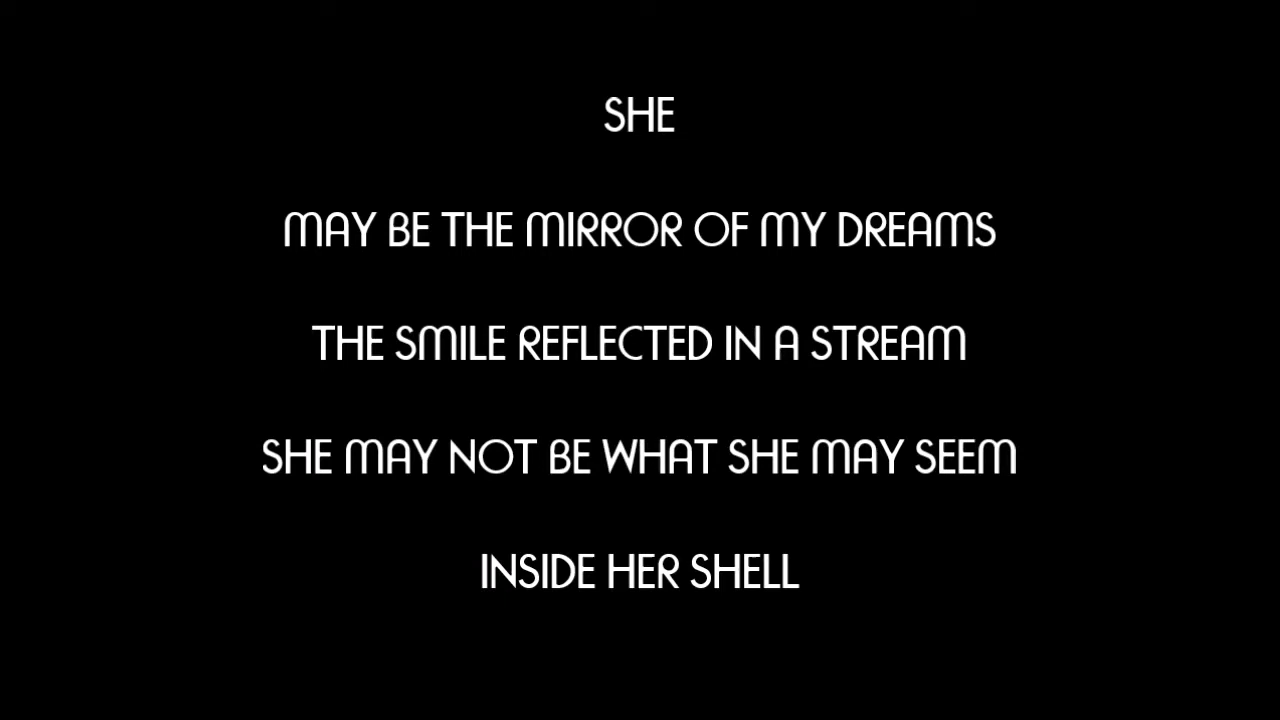 SHE
MAY BE THE MIRROR OF MY DREAMS
THE SMILE REFLECTED IN A STREAM
SHE MAY NOT BE WHAT SHE MAY SEEM
INSIDE HER SHELL